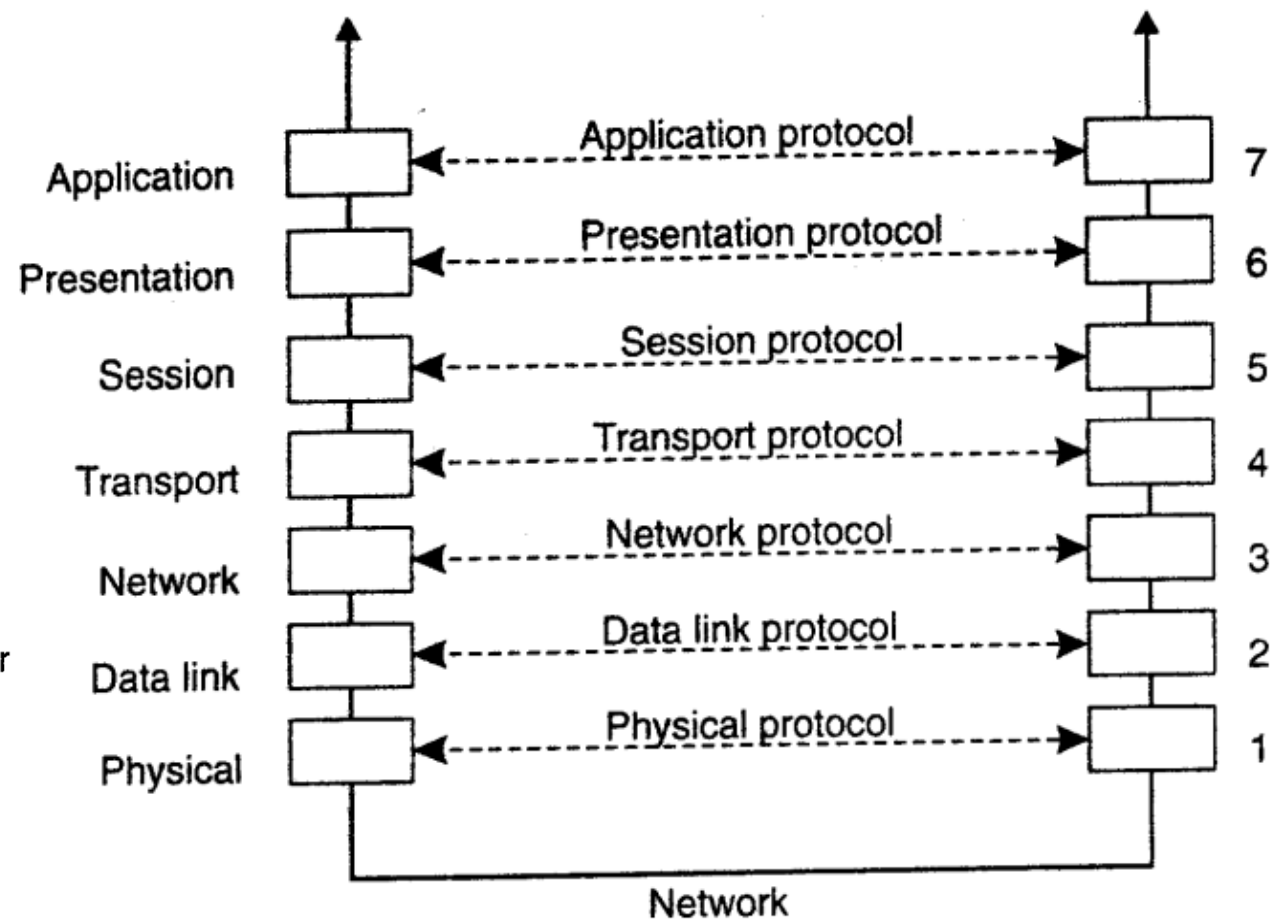 Application protocol
Application
7
Presentation protocol
Presentation
6
Session protocol
Session
5
Transport protocol
Transport
4
Network protocol
Network
3
Data link protocol
r
Data link
2
Physical protocol
Physical
1
Network